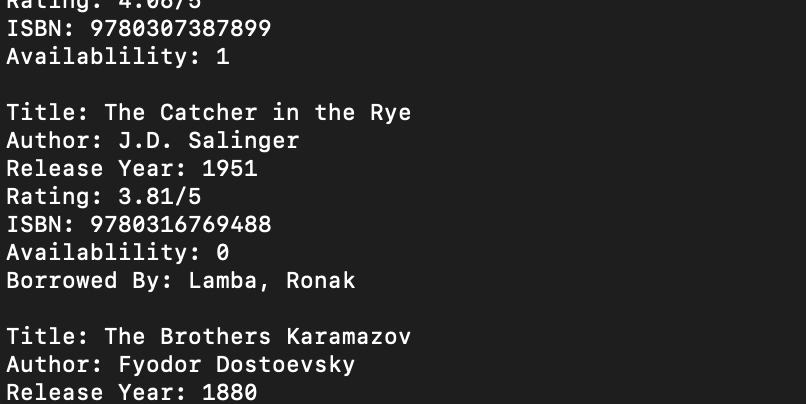 Rating: 4.06/5
ISBN: 9780307387899
Availablility: 1
Title: The Catcher in the Rye
Author: J.D. Salinger
Release Year: 1951
Rating: 3.81/5
ISBN: 9780316769488
Availablility: 0
Borrowed By: Lamba, Ronak
Title: The Brothers Karamazov
Author: Fyodor Dostoevsky
Release Year: 1880